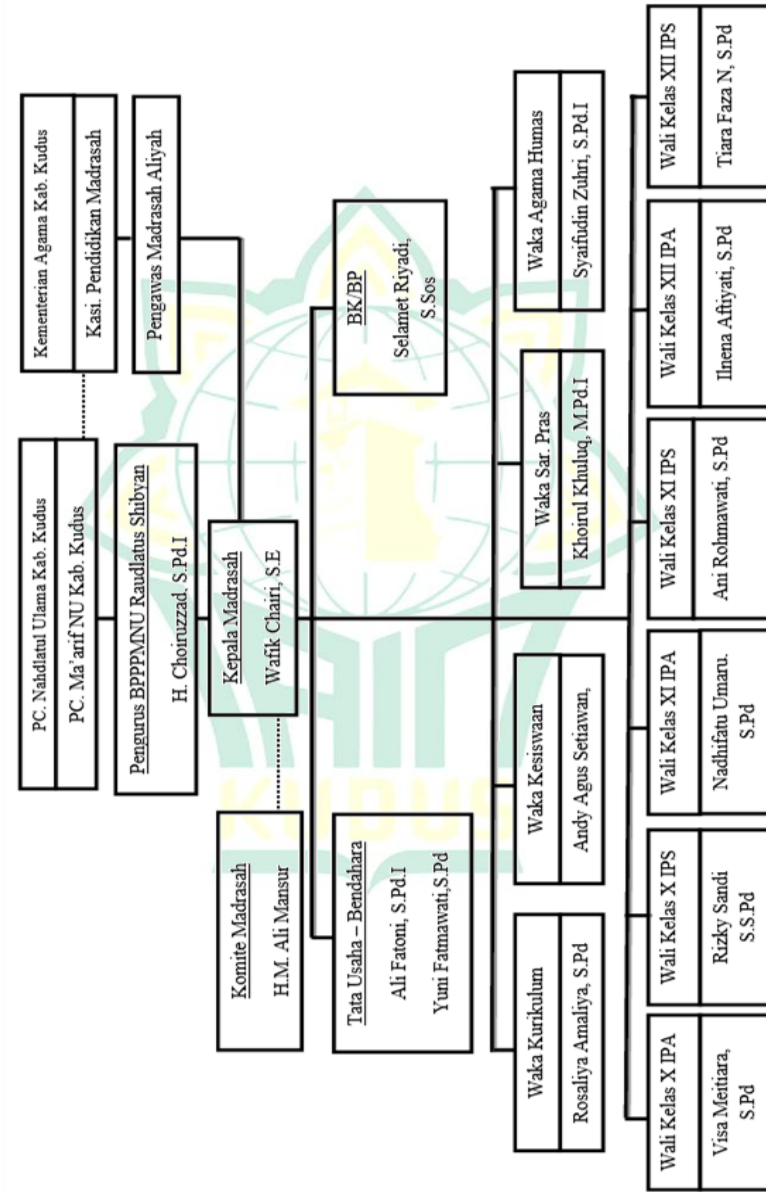 PC. Nahdlatul Ulama Kab. Kudus
PC. Ma'arif NU Kab. Kudus
Kementerian Agama Kab. Kudus
Kasi. Pendidikan Madrasah
Pengurus BPPPMNU Raudlatus Shibyan
H. Choiruzzad. S.Pd.I
Pengawas Madrasah Aliyah
Komite Madrasah
H.M. Ali Mansur
Kepala Madrasah
Wafik Chairi, S.E
Tata Usaha – Bendahara
Ali Fatoni, S.Pd.I
Yuni Fatmawati,S.Pd
BK/BP
Selamet Riyadi,
S.Sos
Waka Kurikulum
Rosaliya Amaliya, S.Pd
Waka Kesiswaan
Andy Agus Setiawan,
Waka Sar. Pras
Khoirul Khuluq, M.Pd.I
Waka Agama Humas
Syaifudin Zuhri, S.Pd.I
Wali Kelas X IPA
Visa Meitiara,
S.Pd
Wali Kelas X IPS
Rizky Sandi
S.S.Pd
Wali Kelas XI IPA
Nadhifatu Umaru.
S.Pd
Wali Kelas XI IPS
Ani Rohmawati, S.Pd
Wali Kelas XII IPA
Ilnena Aftiyati, S.Pd
Wali Kelas XII IPS
Tiara Faza N, S.Pd
IAIN
KUDUS